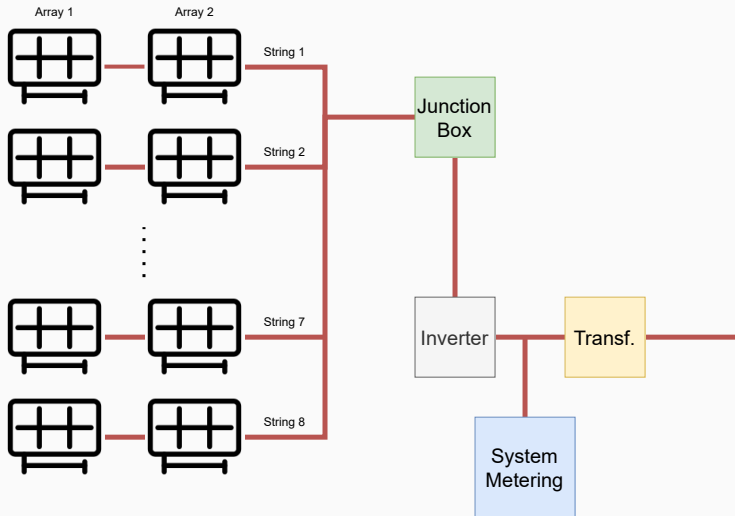 Array 1
Array 2
String 1
String 2
String 7
String 8
Junction
Box
Inverter
Transf.
System
Metering